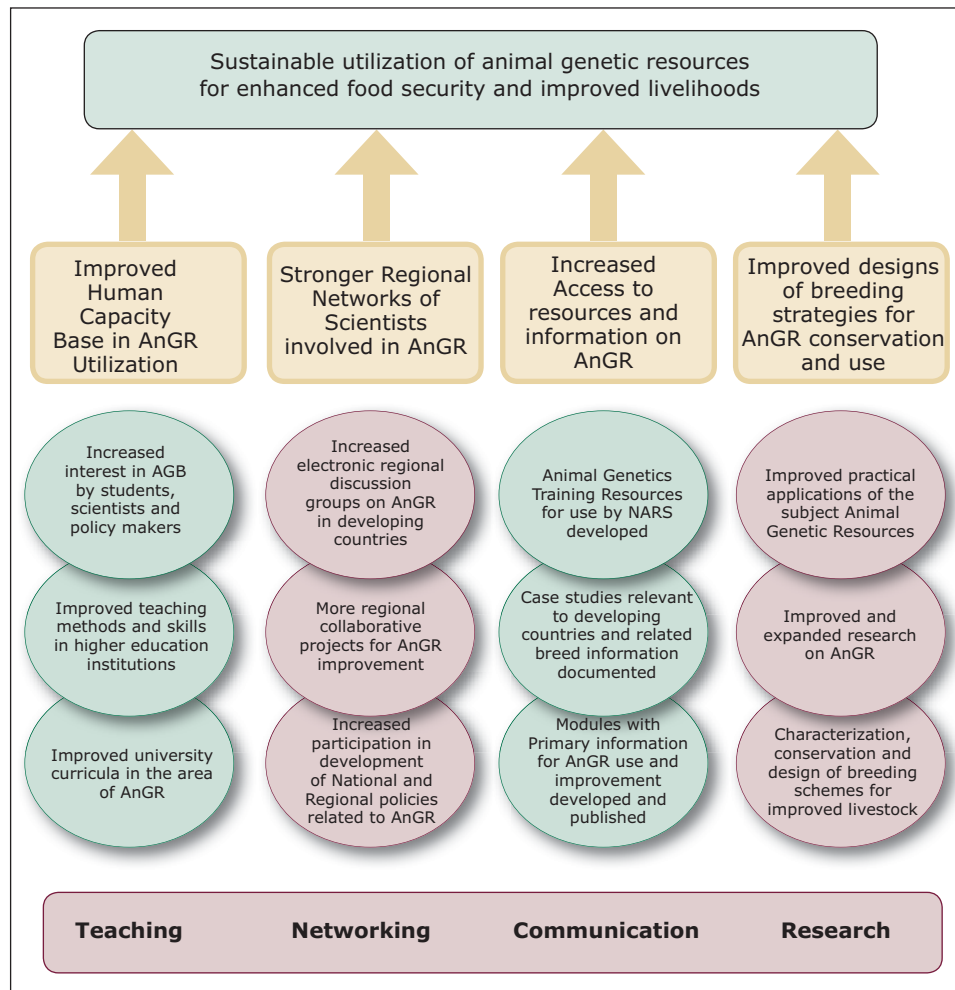 Sustainable utilization of animal genetic resources
for enhanced food security and improved livelihoods
Improved
Human
Capacity
Base in AnGR
Utilization
Stronger Regional
Networks of
Scientists
involved in AnGR
Increased
Access to
resources and
information on
AnGR
Improved designs
of breeding
strategies for
AnGR conservation
and use
Increased
interest in AGB
by students,
scientists and
policy makers
Increased
electronic regional
discussion
groups on AnGR
in developing
countries
Animal Genetics
Training Resources
for use by NARS
developed
Improved practical
applications of the
subject Animal
Genetic Resources
Improved teaching
methods and skills
in higher education
institutions
More regional
collaborative
projects for AnGR
improvement
Case studies relevant
to developing
countries and related
breed information
documented
Improved and
expanded research
on AnGR
Improved university
curricula in the area
of AnGR
Increased
participation in
development
of National and
Regional policies
related to AnGR
Modules with
Primary information
for AnGR use and
improvement
developed and
published
Characterization,
conservation and
design of breeding
schemes for
improved livestock
Teaching
Networking
Communication
Research